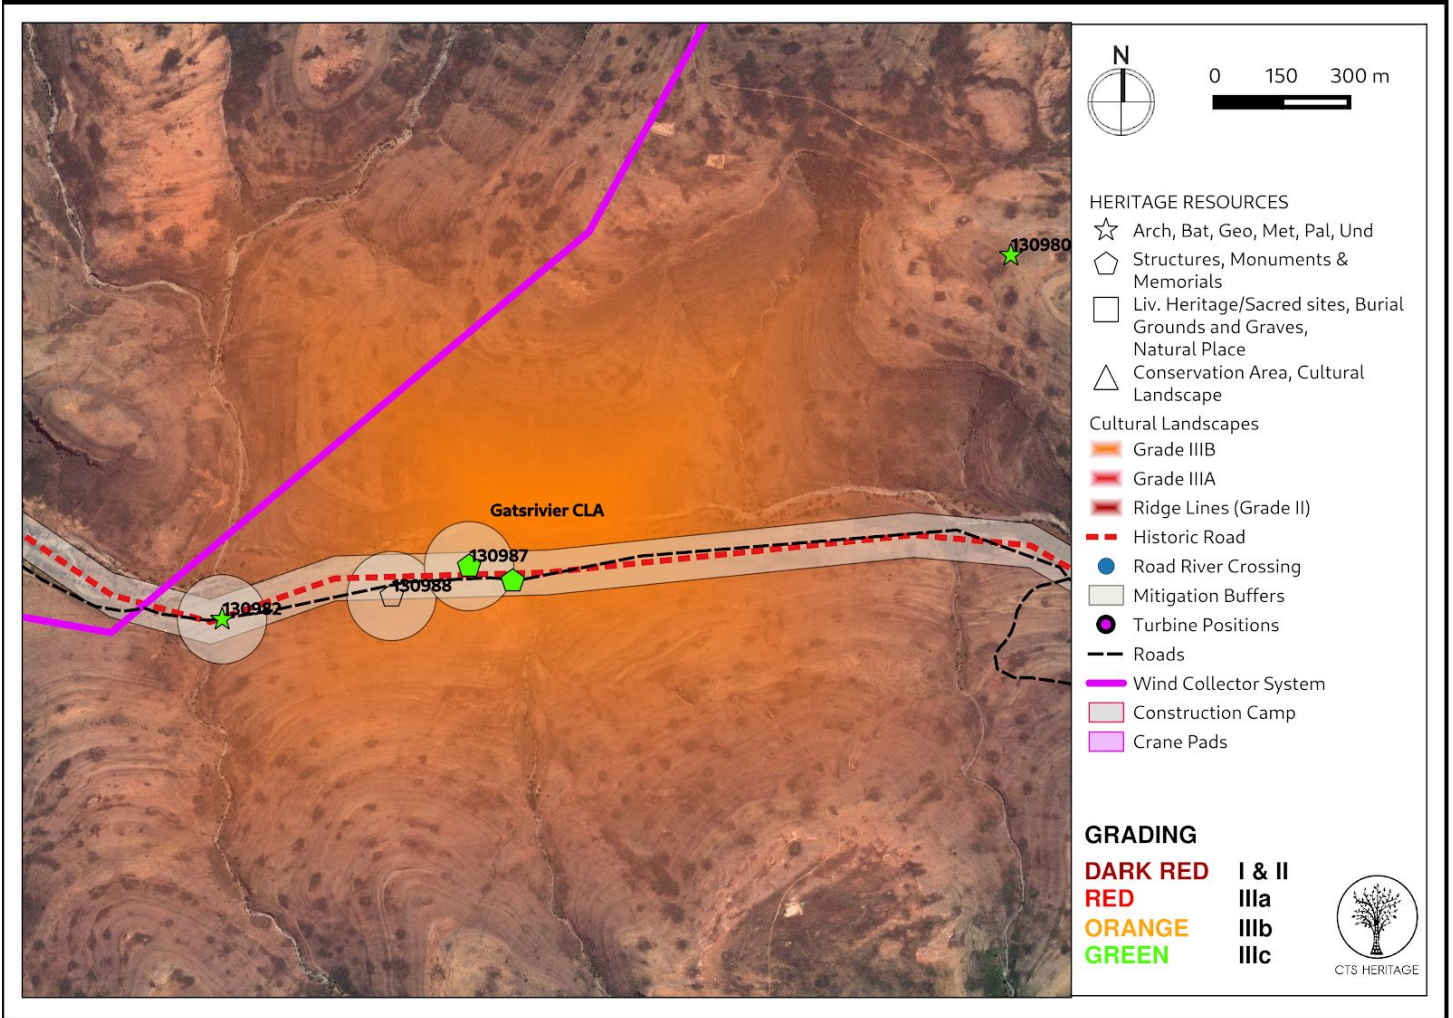 N
0 150 300 m
130980
Gatsrivier CLA
130987
130988
130982
HERITAGE RESOURCES
Arch, Bat, Geo, Met, Pal, Und
Structures, Monuments &
Memorials
Liv. Heritage/Sacred sites, Burial
Grounds and Graves,
Natural Place
Conservation Area, Cultural
Landscape
Cultural Landscapes
Grade IIIB
Grade IIIA
Ridge Lines (Grade II)
Historic Road
Road River Crossing
Mitigation Buffers
Turbine Positions
Roads
Wind Collector System
Construction Camp
Crane Pads
GRADING
DARK RED I & II
RED IIIa
ORANGE IIIb
GREEN IIIc
CTS HERITAGE